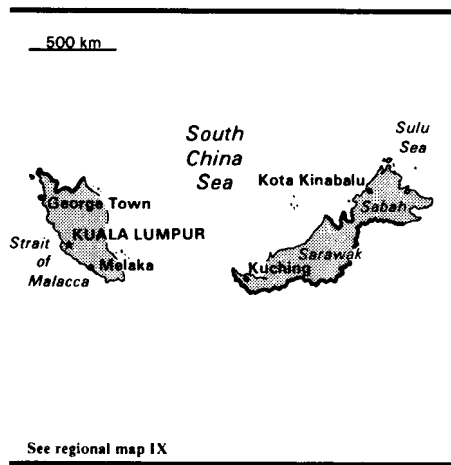 500 km
South
China
Sea
Sulu
Sea
Kota Kinabalu
Sabah
George Town
KUALA LUMPUR
Strait
of
Malacca
Melaka
Sarawak
Kuching
See regional map IX